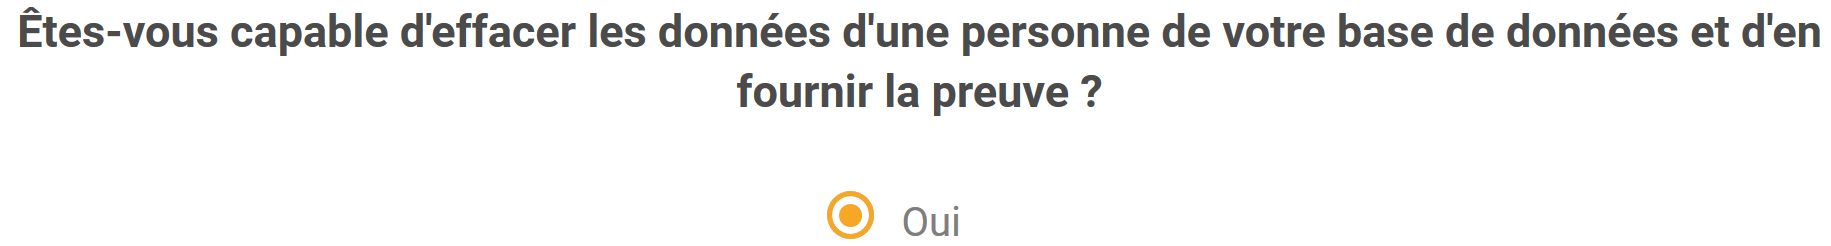 Êtes-vous capable d'effacer les données d'une personne de votre base de données et d'en
fournir la preuve ?
Oui